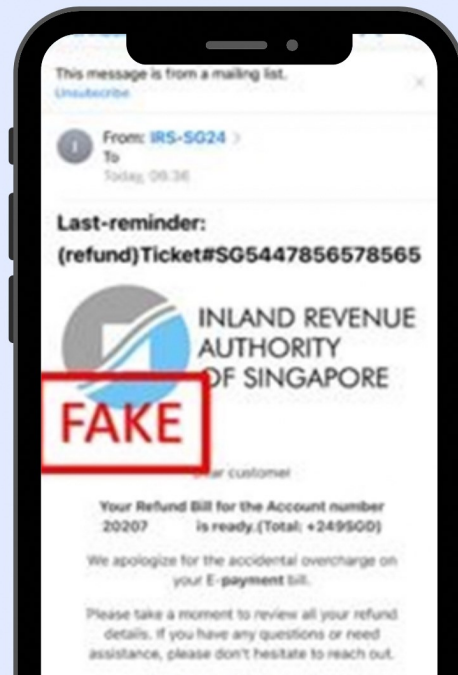 This message is from a mailing list.
Unsubscribe
From: IRS-SG24 >
To
Today, 09:36
Last-reminder:
(refund)Ticket#SG5447856578565
INLAND REVENUE
AUTHORITY
OF SINGAPORE
FAKE
customer
Your Refund Bill for the Account number
20207 is ready.(Total: +249SGD)
We apologize for the accidental overcharge on
your E-payment bill.
Please take a moment to review all your refund
details. If you have any questions or need
assistance, please don't hesitate to reach out.